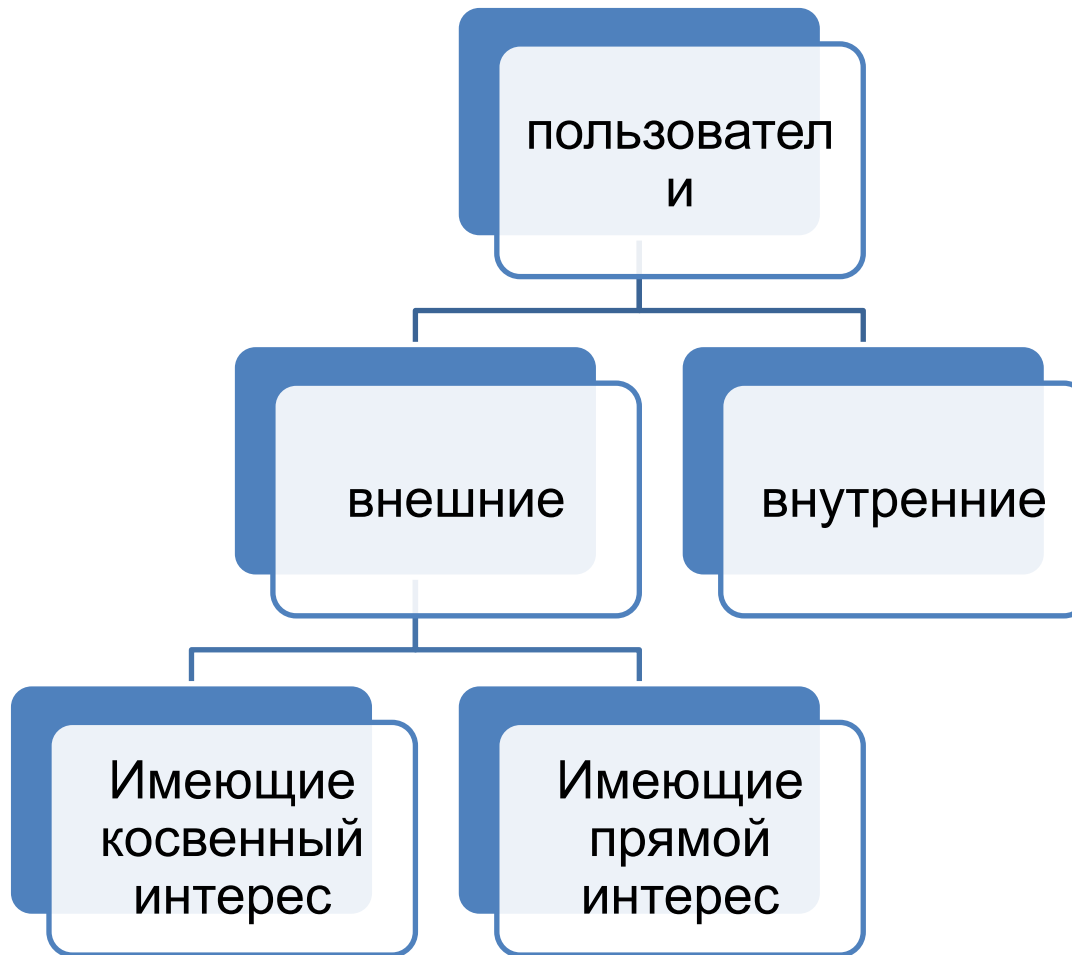 пользовател
и
внешние
внутренние
Имеющие
косвенный
интерес
Имеющие
прямой
интерес